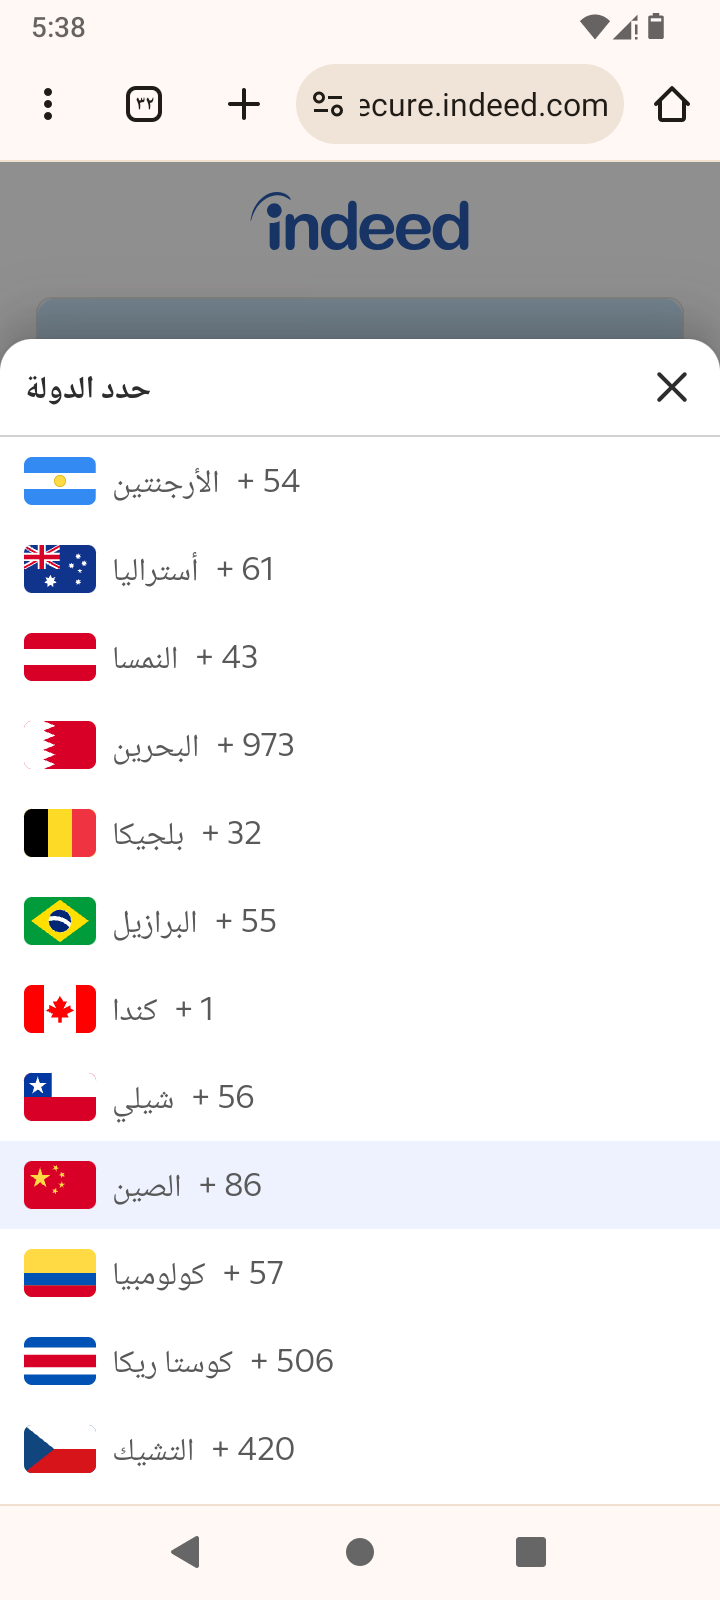 5:38
٣٢
ecure.indeed.com
indeed
حدد الدولة
الأرجنتين + 54
أستراليا + 61
النمسا + 43
البحرين + 973
بلجيكا + 32
البرازيل + 55
كندا + 1
شيلي + 56
الصين + 86
كولومبيا + 57
كوستا ريكا + 506
التشيك + 420